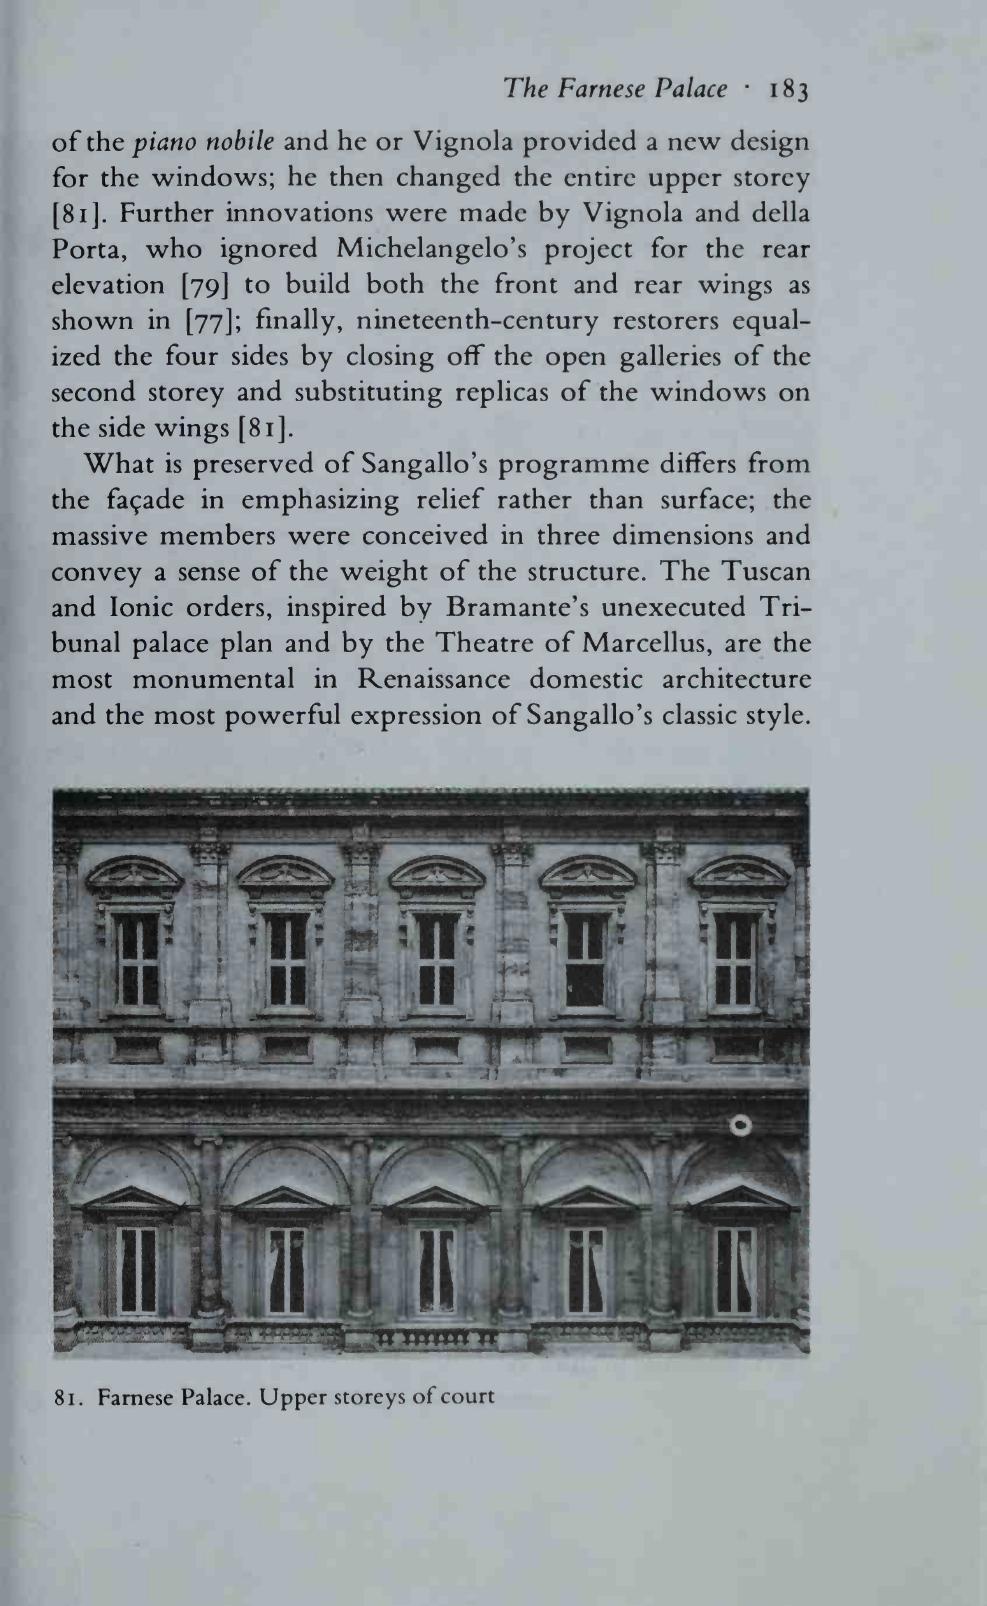 The Farnese Palace · 183
of the piano nobile and he or Vignola provided a new design
for the windows; he then changed the entire upper storey
[81]. Further innovations were made by Vignola and della
Porta, who ignored Michelangelo's project for the rear
elevation [79] to build both the front and rear wings as
shown in [77]; finally, nineteenth-century restorers equal-
ized the four sides by closing off the open galleries of the
second storey and substituting replicas of the windows on
the side wings [81].
What is preserved of Sangallo's programme differs from
the façade in emphasizing relief rather than surface; the
massive members were conceived in three dimensions and
convey a sense of the weight of the structure. The Tuscan
and Ionic orders, inspired by Bramante's unexecuted Tri-
bunal palace plan and by the Theatre of Marcellus, are the
most monumental in Renaissance domestic architecture
and the most powerful expression of Sangallo's classic style.
81. Farnese Palace. Upper storeys of court